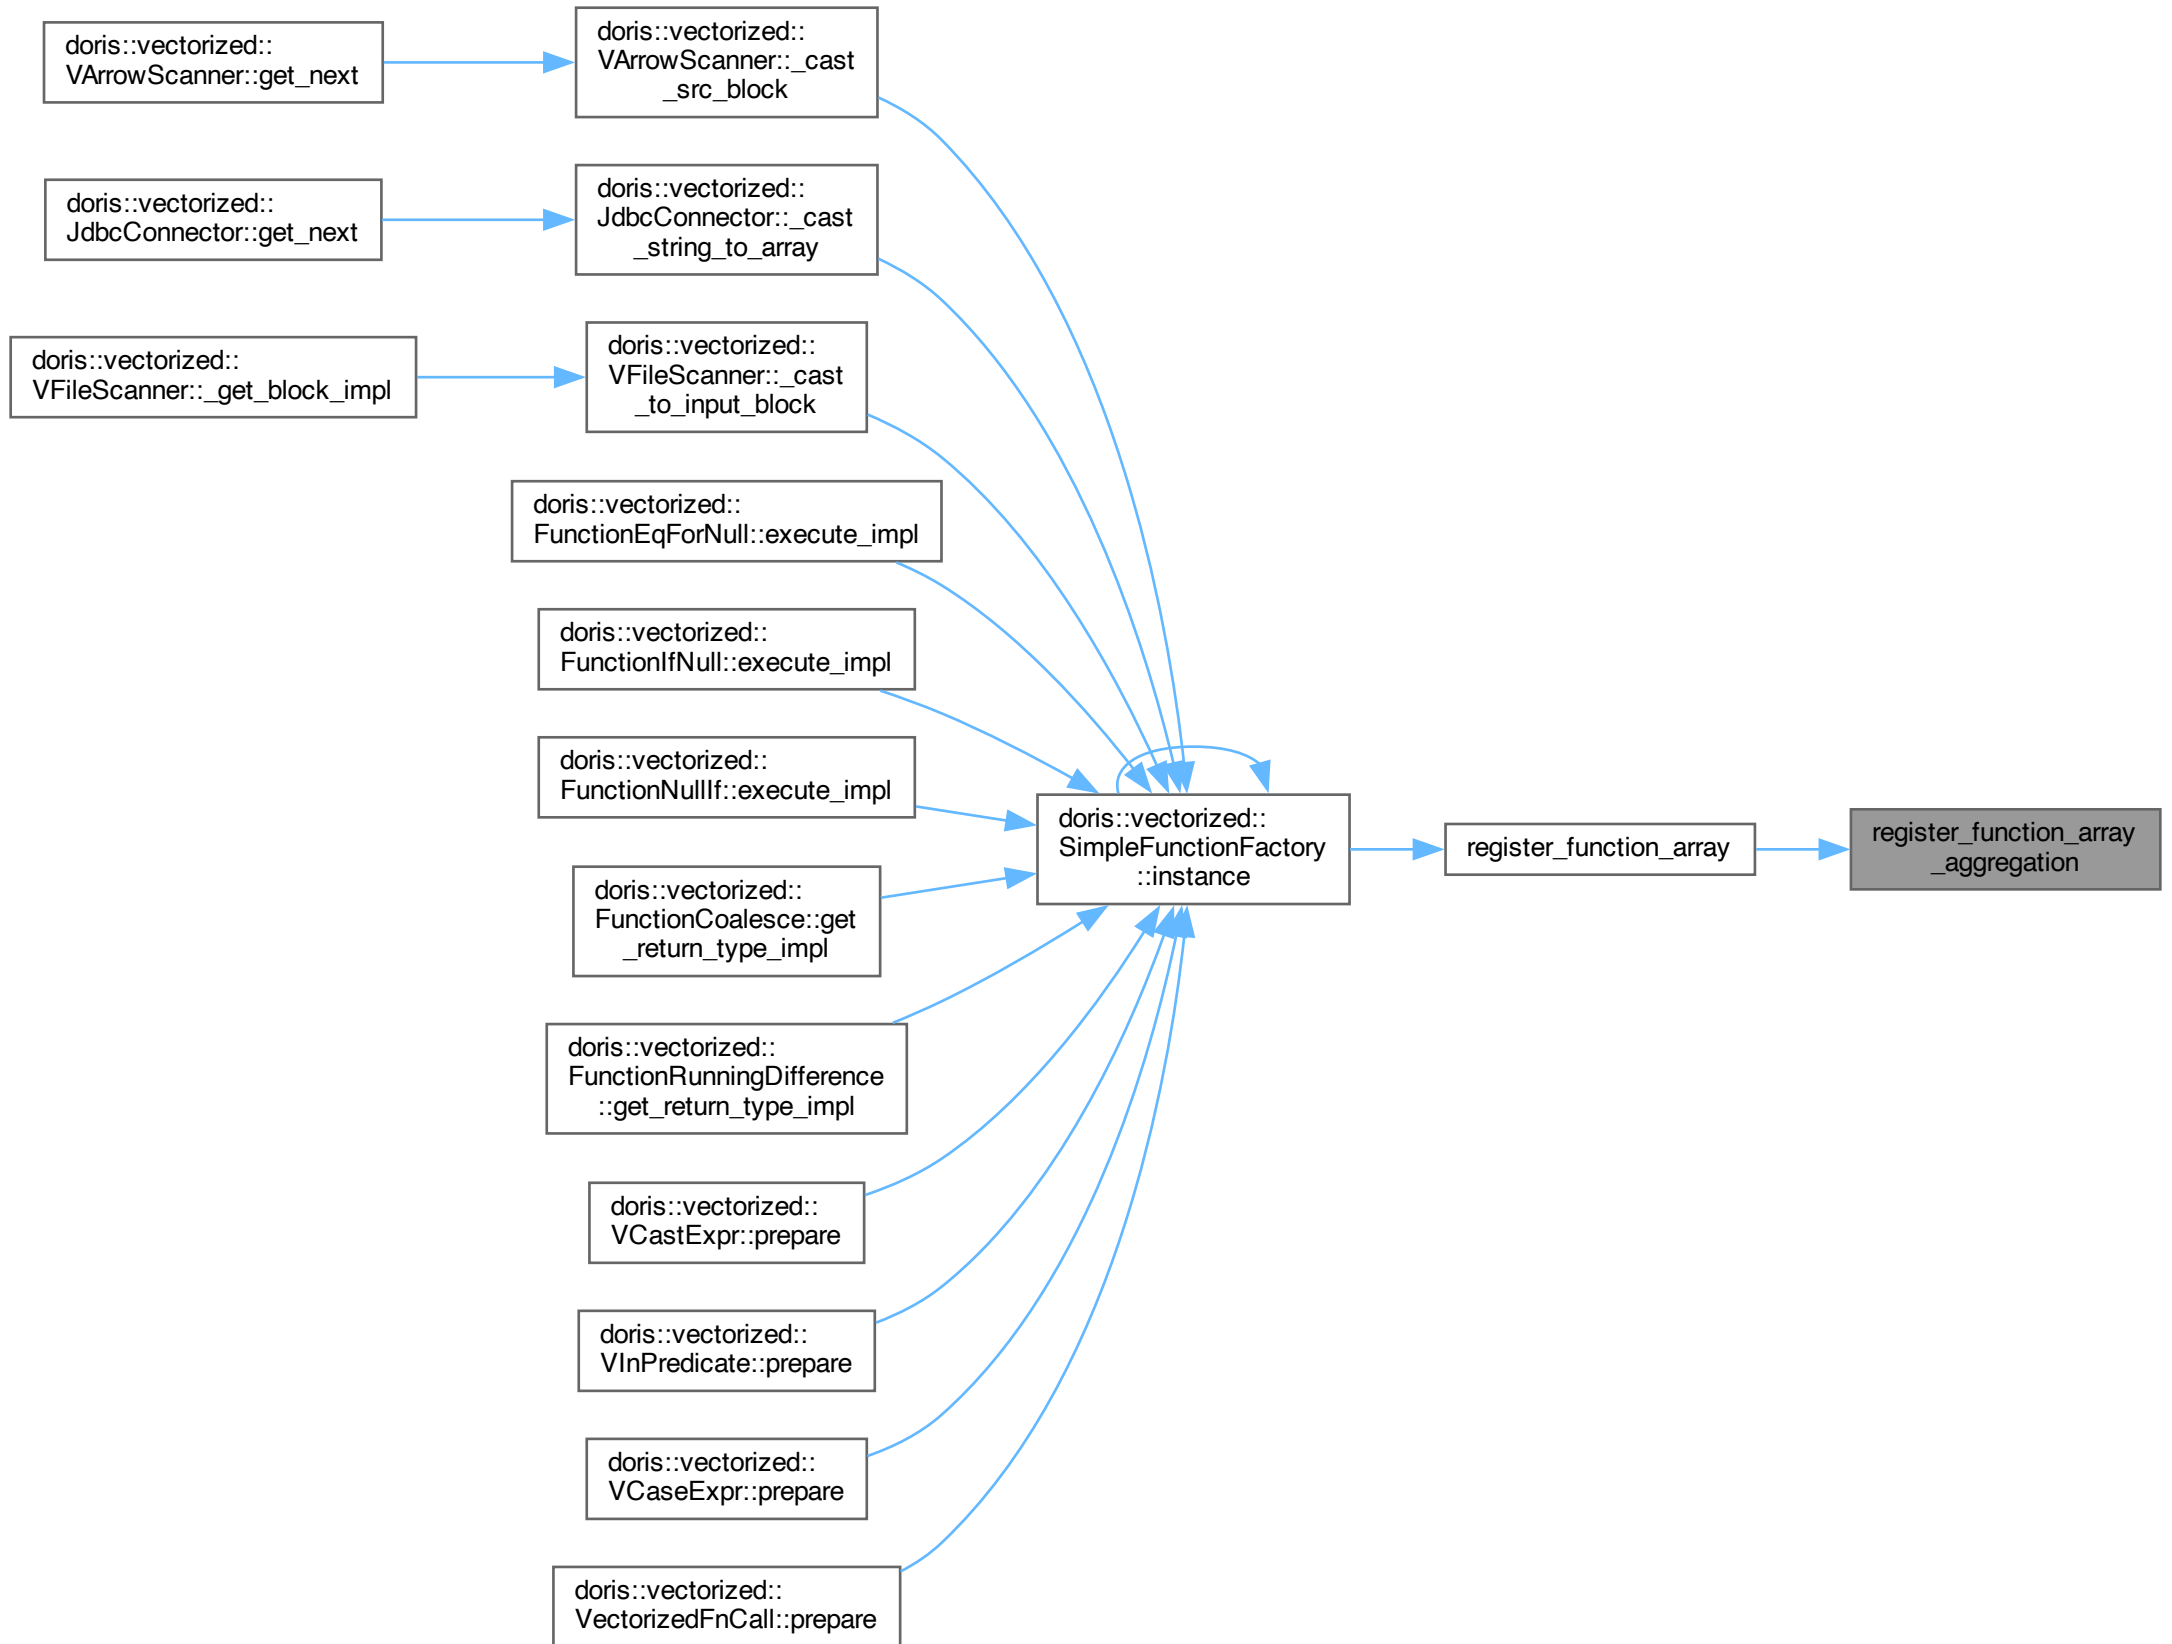 doris::vectorized::
VArrowScanner::get_next
doris::vectorized::
VArrowScanner::_cast
_src_block
doris::vectorized::
JdbcConnector::get_next
doris::vectorized::
JdbcConnector::_cast
_string_to_array
doris::vectorized::
VFileScanner::_get_block_impl
doris::vectorized::
VFileScanner::_cast
_to_input_block
doris::vectorized::
FunctionEqForNull::execute_impl
doris::vectorized::
FunctionIfNull::execute_impl
doris::vectorized::
FunctionNullIf::execute_impl
doris::vectorized::
SimpleFunctionFactory
::instance
register_function_array
register_function_array
_aggregation
doris::vectorized::
FunctionCoalesce::get
_return_type_impl
doris::vectorized::
FunctionRunningDifference
::get_return_type_impl
doris::vectorized::
VCastExpr::prepare
doris::vectorized::
VInPredicate::prepare
doris::vectorized::
VCaseExpr::prepare
doris::vectorized::
VectorizedFnCall::prepare